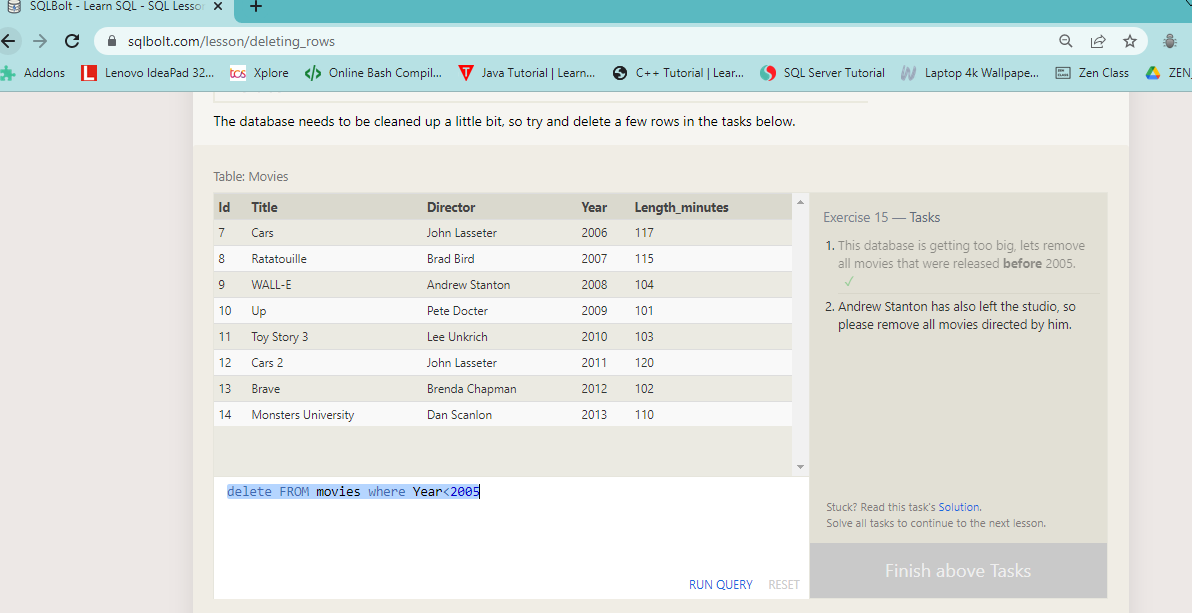 SQLBolt - Learn SQL - SQL Lesso
sqlbolt.com/lesson/deleting_rows
Addons Lenovo IdeaPad 32... tcs Xplore Online Bash Compil... Java Tutorial | Learn... C++ Tutorial | Lear... SQL Server Tutorial Laptop 4k Wallpape... Zen Class ZEN
The database needs to be cleaned up a little bit, so try and delete a few rows in the tasks below.
Table: Movies
Id Title Director Year Length_minutes
7 Cars John Lasseter 2006 117
8 Ratatouille Brad Bird 2007 115
9 WALL-E Andrew Stanton 2008 104
10 Up Pete Docter 2009 101
11 Toy Story 3 Lee Unkrich 2010 103
12 Cars 2 John Lasseter 2011 120
13 Brave Brenda Chapman 2012 102
14 Monsters University Dan Scanlon 2013 110
delete FROM movies where Year<2005
RUN QUERY RESET
Exercise 15 — Tasks
1. This database is getting too big, lets remove
all movies that were released before 2005.
✓
2. Andrew Stanton has also left the studio, so
please remove all movies directed by him.
Stuck? Read this task's Solution.
Solve all tasks to continue to the next lesson.
Finish above Tasks